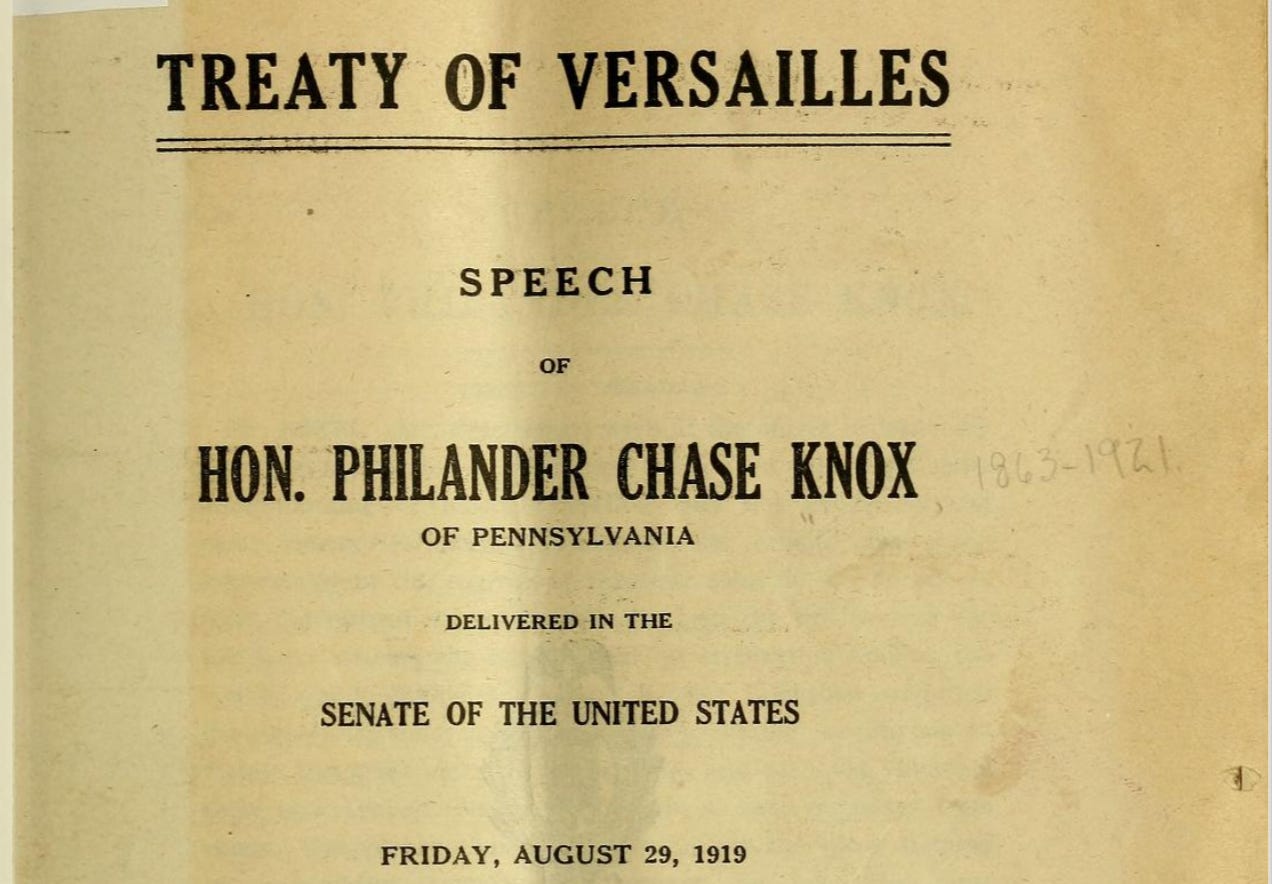 TREATY OF VERSAILLES
SPEECH
OF
HON. PHILANDER CHASE KNOX, 1863-1921
OF PENNSYLVANIA
DELIVERED IN THE
SENATE OF THE UNITED STATES
FRIDAY, AUGUST 29, 1919